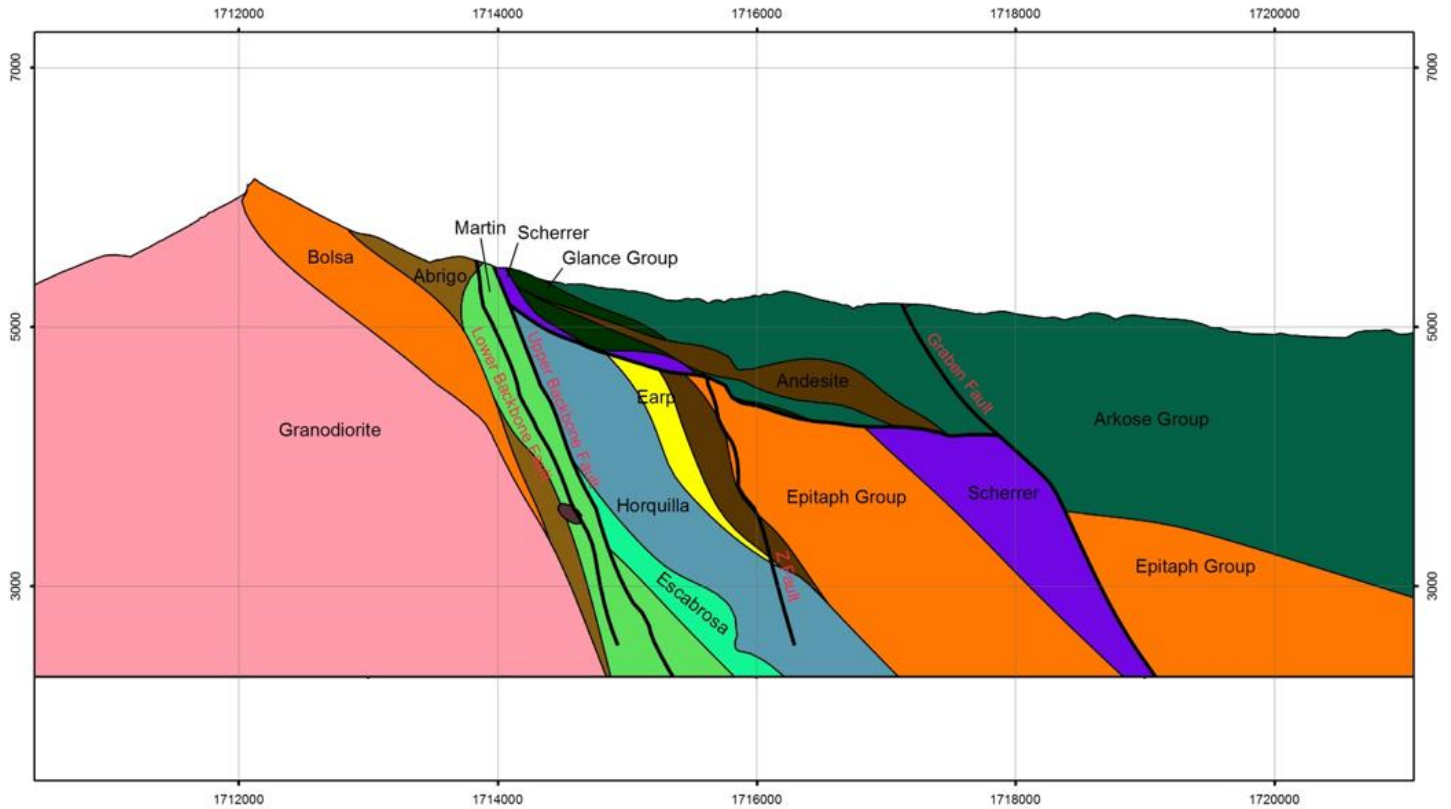 1712000
1714000
1716000
1718000
1720000
7000
7000
Martin
Scherrer
Glance Group
Bolsa
Abrigo
5000
5000
Lower Backbone Fault
Upper Backbone Fault
Graben Fault
Andesite
Earp
Arkose Group
Granodiorite
Horquilla
Epitaph Group
Scherrer
Z Fault
Epitaph Group
Escabrosa
3000
3000
1712000
1714000
1716000
1718000
1720000